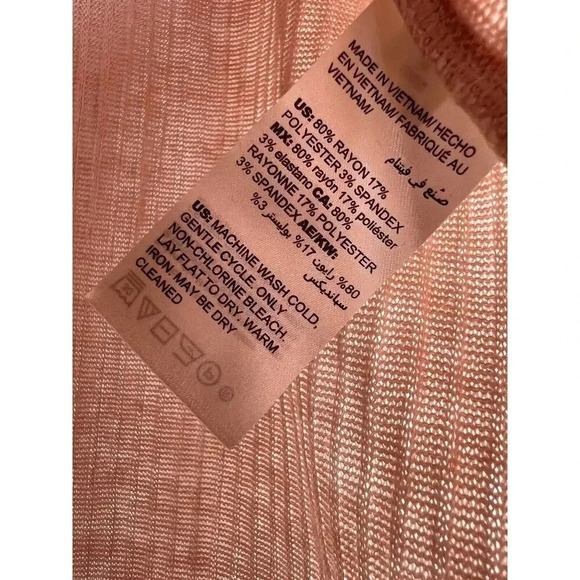 MADE IN VIETNAM/ HECHO
EN VIETNAM/ FABRIQUÉ AU
VIETNAM/
صنع في فيتنام
US: 80% RAYON 17%
POLYESTER 3% SPANDEX
MX: 80% rayón 17% poliéster
3% elastano CA: 80%
RAYONNE 17% POLYESTER
3% SPANDEX AE/KW:
80% رايون 17% بوليستر 3%
سباندیكس
US: MACHINE WASH COLD,
GENTLE CYCLE. ONLY
NON-CHLORINE BLEACH.
LAY FLAT TO DRY. WARM
IRON. MAY BE DRY
CLEANED